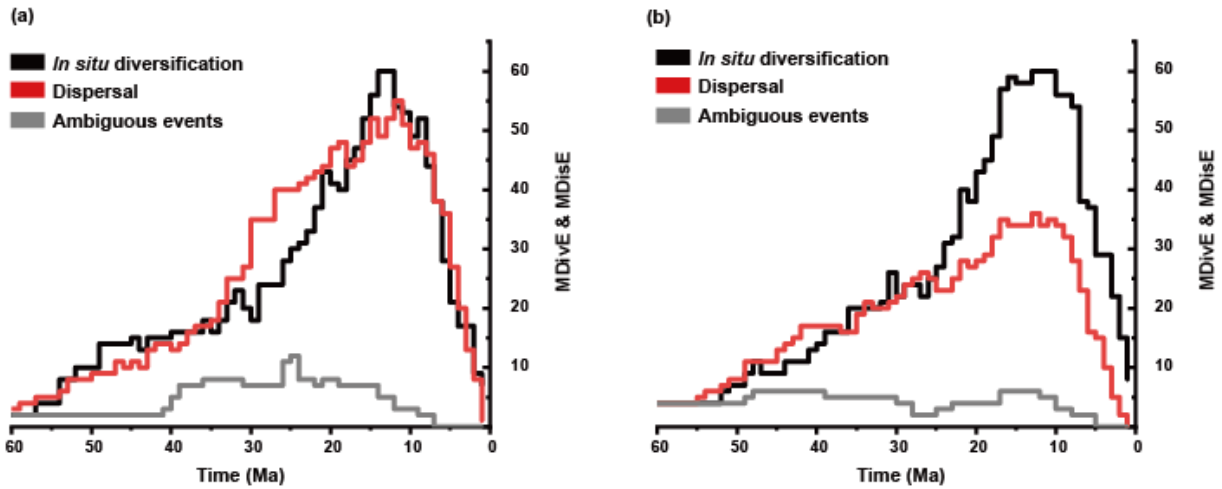 (a)
In situ diversification
Dispersal
Ambiguous events
60
50
40
30
20
10
MDivE & MDisE
60 50 40 30 20 10 0
Time (Ma)
(b)
In situ diversification
Dispersal
Ambiguous events
60
50
40
30
20
10
MDivE & MDisE
60 50 40 30 20 10 0
Time (Ma)